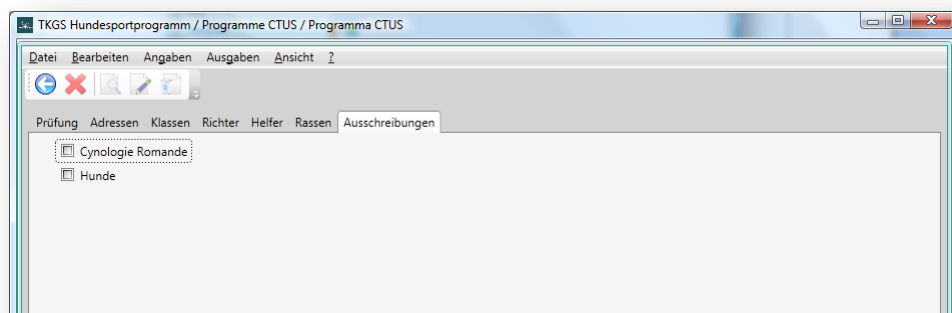 TKGS Hundesportprogramm / Programme CTUS / Programma CTUS
Datei Bearbeiten Angaben Ausgaben Ansicht ?
Prüfung Adressen Klassen Richter Helfer Rassen Ausschreibungen
Cynologie Romande
Hunde